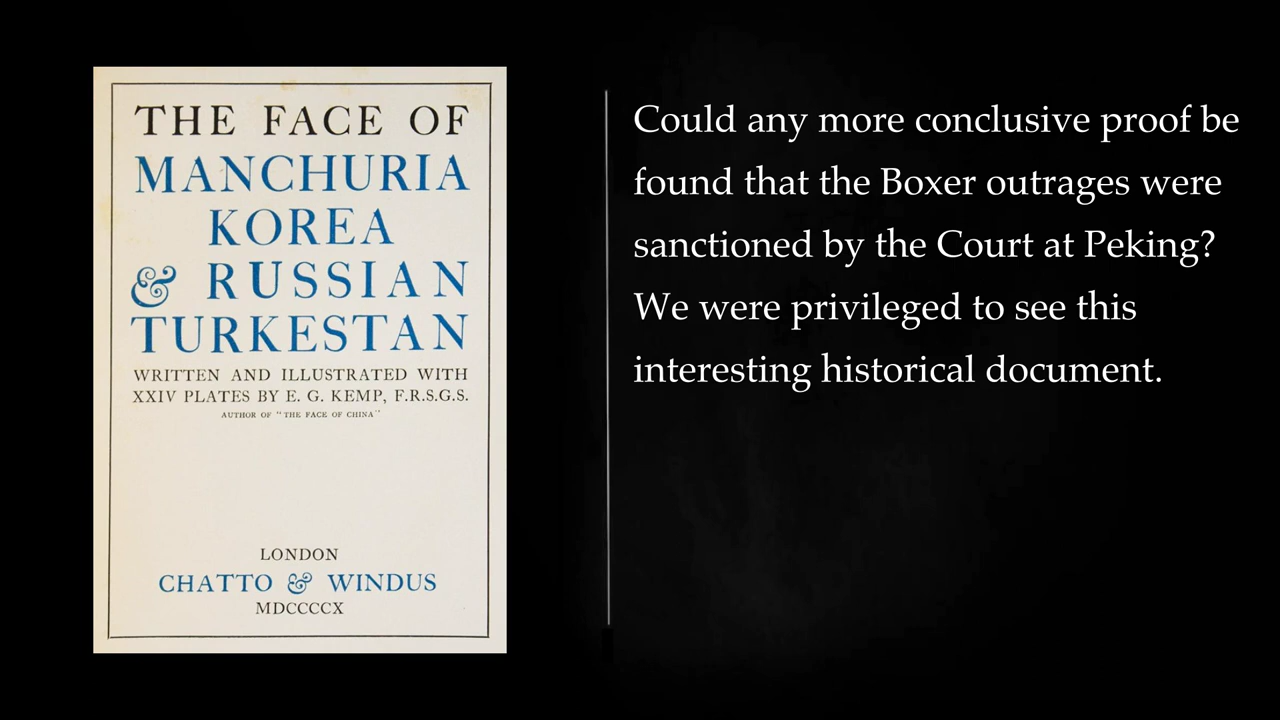 THE FACE OF
MANCHURIA
KOREA
& RUSSIAN
TURKESTAN
WRITTEN AND ILLUSTRATED WITH
XXIV PLATES BY E. G. KEMP, F.R.S.G.S.
AUTHOR OF "THE FACE OF CHINA"
LONDON
CHATTO & WINDUS
MDCCCCX
Could any more conclusive proof be
found that the Boxer outrages were
sanctioned by the Court at Peking?
We were privileged to see this
interesting historical document.